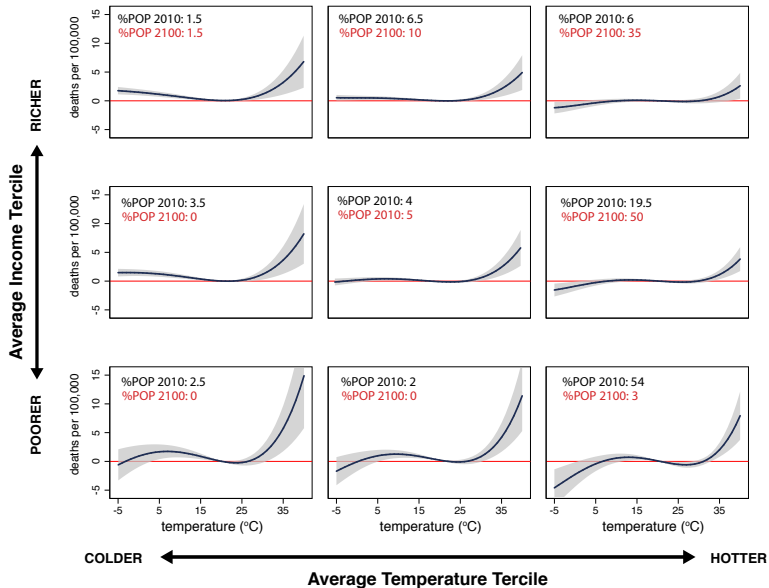 %POP 2010: 1.5
%POP 2100: 1.5
%POP 2010: 6.5
%POP 2100: 10
%POP 2010: 6
%POP 2100: 35
deaths per 100,000
15
10
5
0
-5
RICHER
%POP 2010: 3.5
%POP 2100: 0
%POP 2010: 4
%POP 2010: 5
%POP 2010: 19.5
%POP 2100: 50
deaths per 100,000
15
10
5
0
-5
Average Income Tercile
%POP 2010: 2.5
%POP 2100: 0
%POP 2010: 2
%POP 2100: 0
%POP 2010: 54
%POP 2100: 3
deaths per 100,000
15
10
5
0
-5
POORER
-5 5 15 25 35
-5 5 15 25 35
-5 5 15 25 35
temperature (°C)
temperature (°C)
temperature (°C)
COLDER
HOTTER
Average Temperature Tercile